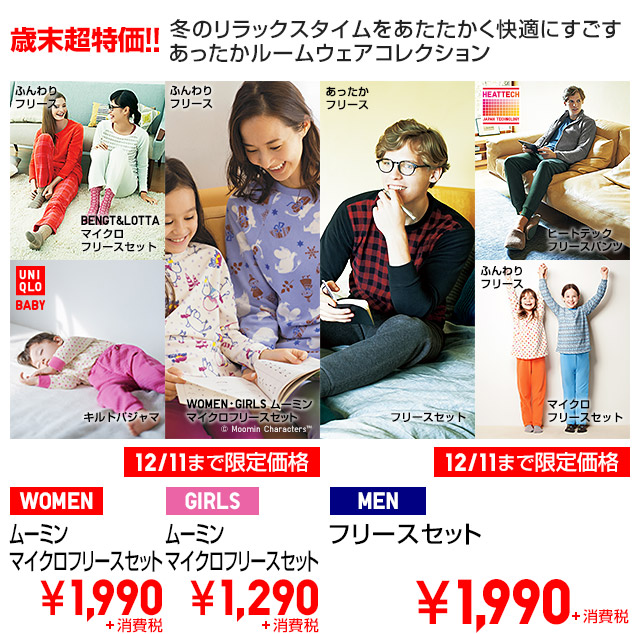 歳末超特価!!
冬のリラックスタイムをあたたかく快適にすごす
あったかルームウェアコレクション
ふんわり
フリース
BENGT&LOTTA
マイクロ
フリースセット
ふんわり
フリース
WOMEN・GIRLS ムーミン
マイクロフリースセット
© Moomin Characters™
あったか
フリース
フリースセット
HEATTECH
JAPAN TECHNOLOGY
ヒートテック
フリースパンツ
UNI
QLO
BABY
キルトパジャマ
ふんわり
フリース
マイクロ
フリースセット
12/11まで限定価格
12/11まで限定価格
WOMEN
ムーミン
マイクロフリースセット
¥1,990
+消費税
GIRLS
ムーミン
マイクロフリースセット
¥1,290
+消費税
MEN
フリースセット
¥1,990
+消費税